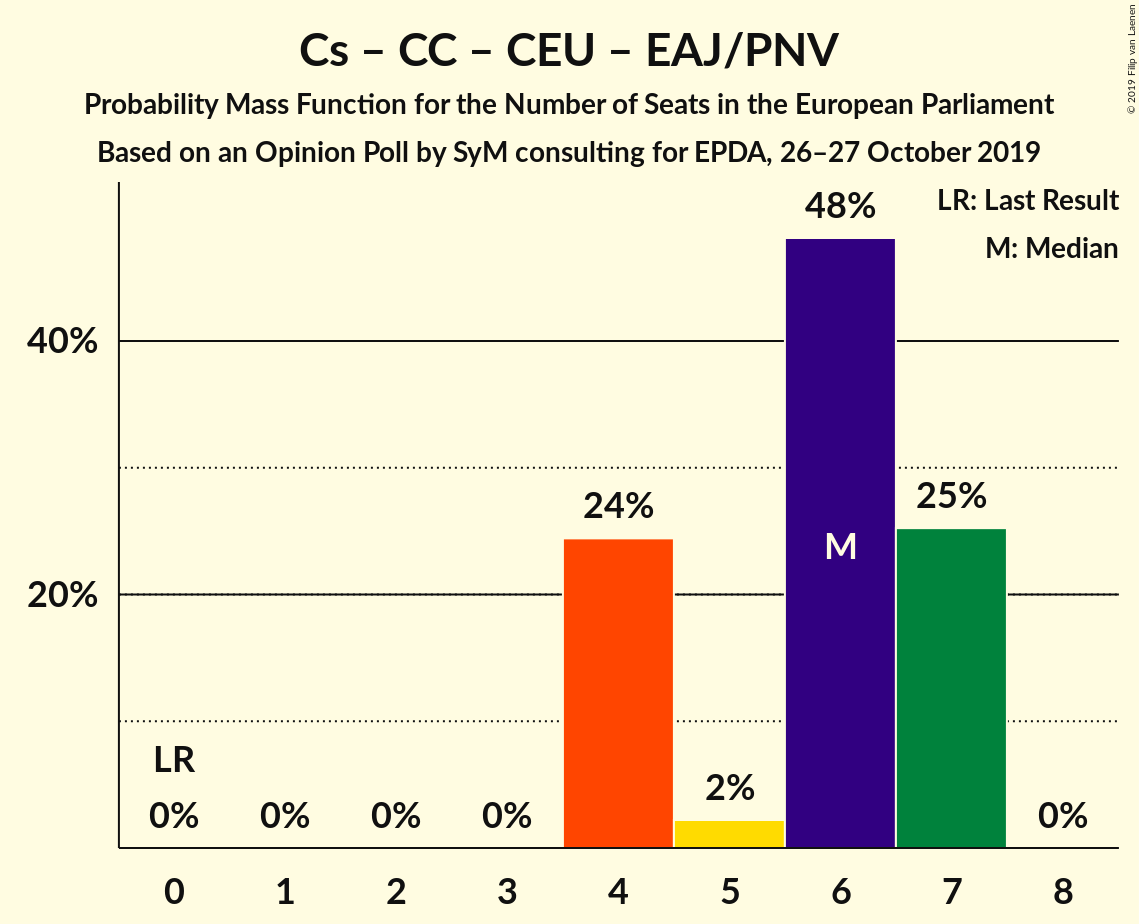 Cs – CC – CEU – EAJ/PNV
Probability Mass Function for the Number of Seats in the European Parliament
Based on an Opinion Poll by SyM consulting for EPDA, 26–27 October 2019
© 2019 Filip van Laenen
LR: Last Result
M: Median
48%
40%
25%
24%
M
20%
LR
2%
0% 0% 0% 0% 0%
0 1 2 3 4 5 6 7 8